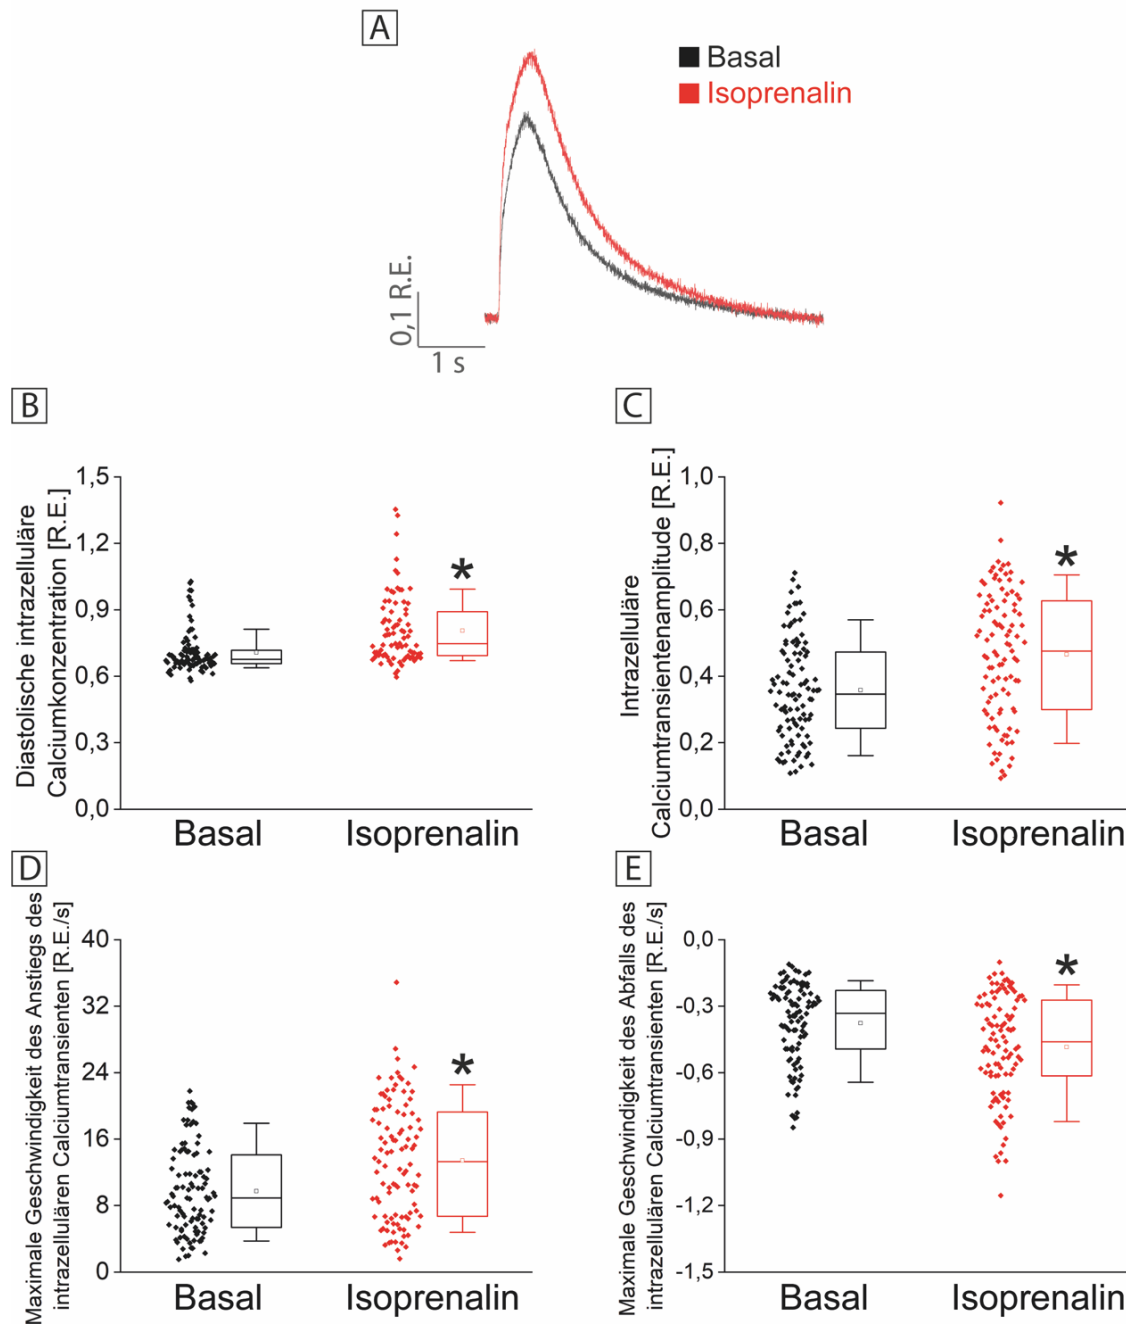 A
Basal
Isoprenalin
0,1 R.E.
1 s
B
Diastolische intrazelluläre
Calciumkonzentration [R.E.]
1,5
1,2
0,9
0,6
0,3
0,0
*
Basal
Isoprenalin
C
Intrazelluläre
Calciumtransientenamplitude [R.E.]
1,0
0,8
0,6
0,4
0,2
0,0
*
Basal
Isoprenalin
D
Maximale Geschwindigkeit des Anstiegs des
intrazellulären Calciumtransienten [R.E./s]
40
32
24
16
8
0
*
Basal
Isoprenalin
E
Maximale Geschwindigkeit des Abfalls des
intrazellulären Calciumtransienten [R.E./s]
0,0
-0,3
-0,6
-0,9
-1,2
-1,5
*
Basal
Isoprenalin